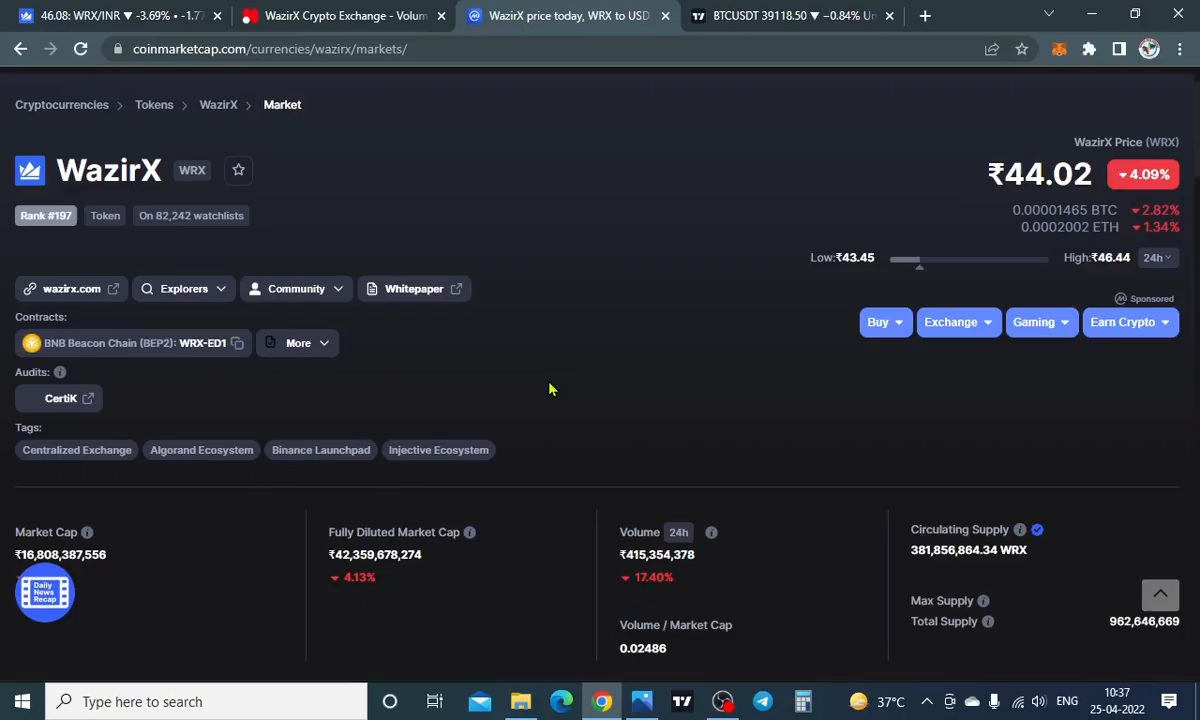 46.08: WRX/INR ▼ -3.69% • -1.77
WazirX Crypto Exchange - Volum
WazirX price today, WRX to USD
BTCUSDT 39118.50 ▼ −0.84% Un
coinmarketcap.com/currencies/wazirx/markets/
Cryptocurrencies > Tokens > WazirX > Market
WazirX Price (WRX)
WazirX WRX
₹44.02 4.09%
Rank #197 Token On 82,242 watchlists
0.00001465 BTC 2.82%
0.0002002 ETH 1.34%
Low:₹43.45 High:₹46.44 24h
wazirx.com Explorers Community Whitepaper
Sponsored
Contracts:
Buy Exchange Gaming Earn Crypto
BNB Beacon Chain (BEP2): WRX-ED1 More
Audits:
CertiK
Tags:
Centralized Exchange Algorand Ecosystem Binance Launchpad Injective Ecosystem
Market Cap
₹16,808,387,556
Daily
News
Recap
Fully Diluted Market Cap
₹42,359,678,274
4.13%
Volume 24h
₹415,354,378
17.40%
Volume / Market Cap
0.02486
Circulating Supply
381,856,864.34 WRX
Max Supply
Total Supply 962,646,669
Type here to search
37°C
ENG
10:37
25-04-2022